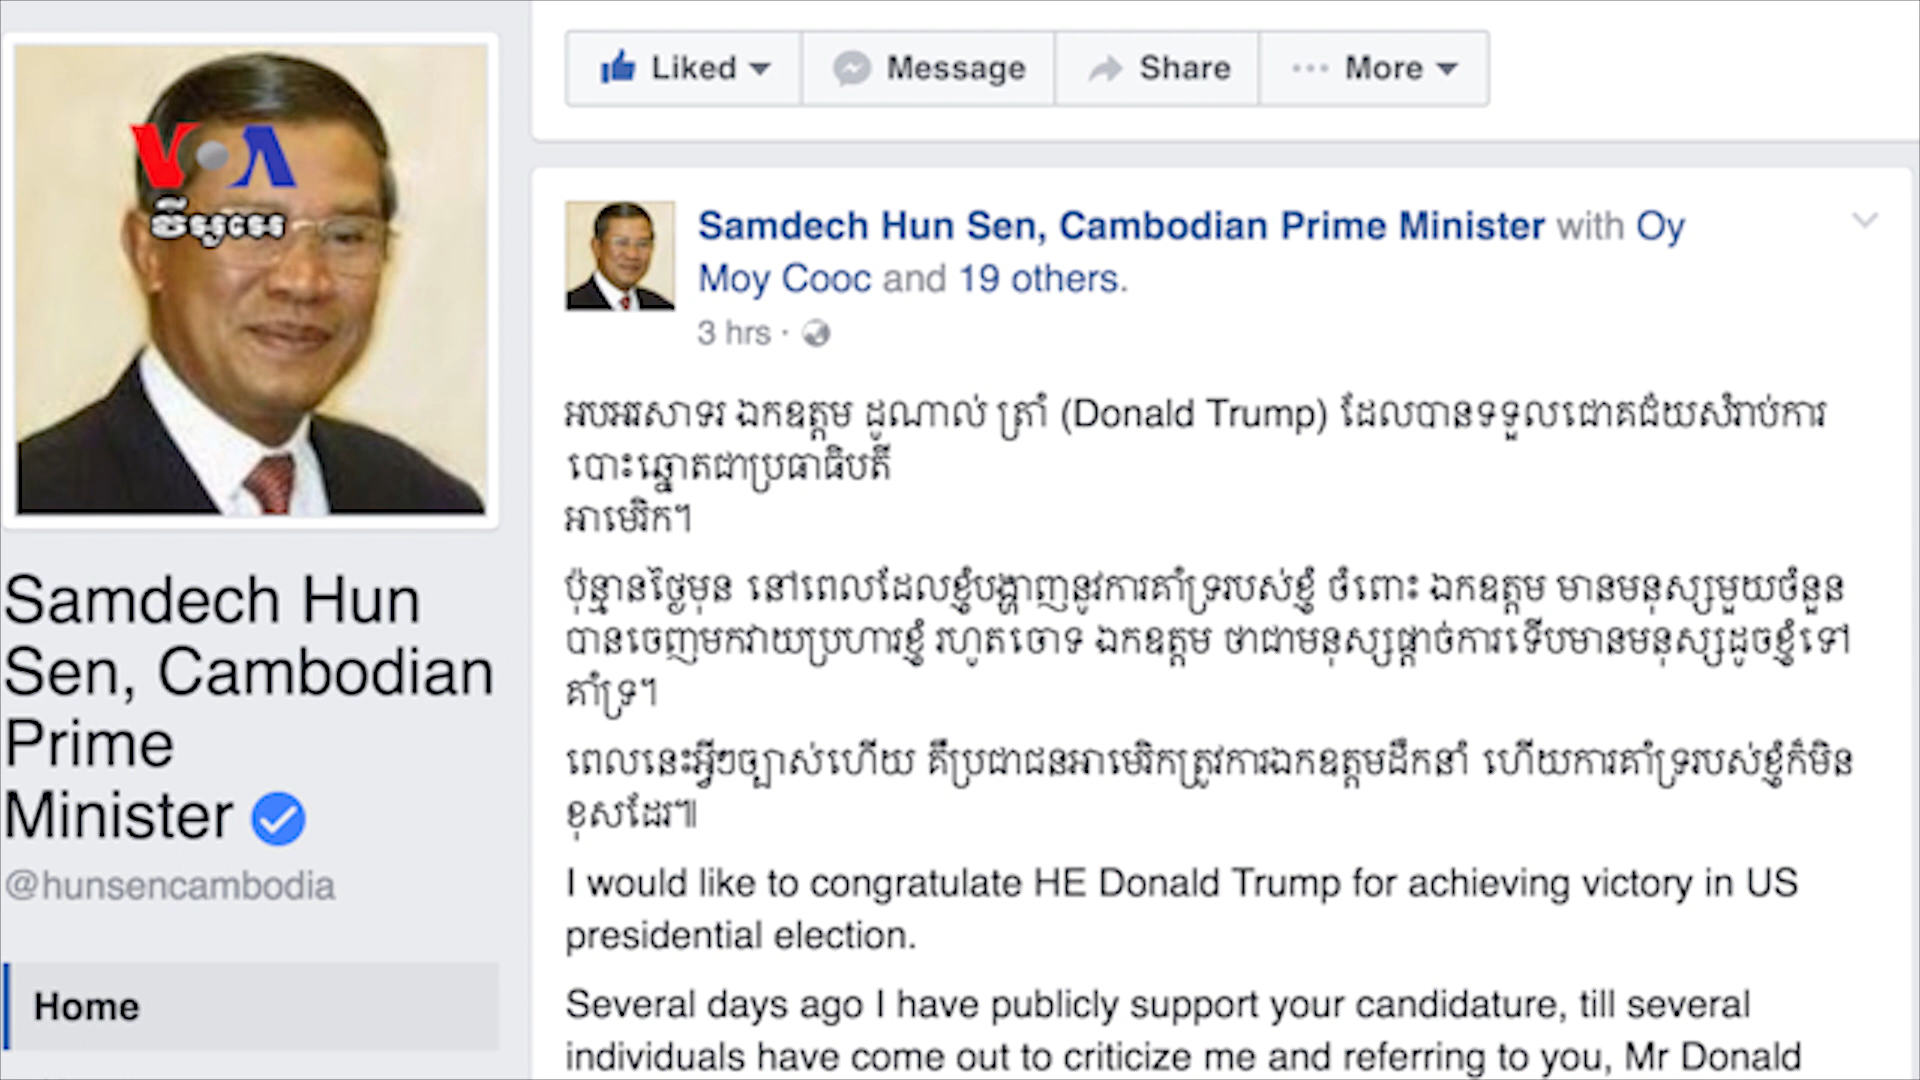 VOA
វីអូអេ
Samdech Hun
Sen, Cambodian
Prime
Minister
@hunsencambodia
Home
Liked
Message
Share
More
Samdech Hun Sen, Cambodian Prime Minister with Oy
Moy Cooc and 19 others.
3 hrs ·
អបអរសាទរ ឯកឧត្តម ដូណាល់ ត្រាំ (Donald Trump) ដែលបានទទួលជោគជ័យសំរាប់ការ
បោះឆ្នោតជាប្រធាធិបតី
អាមេរិក។
ប៉ុន្មានថ្ងៃមុន នៅពេលដែលខ្ញុំបង្ហាញនូវការគាំទ្ររបស់ខ្ញុំ ចំពោះ ឯកឧត្តម មានមនុស្សមួយចំនួន
បានចេញមកវាយប្រហារខ្ញុំ រហូតចោទ ឯកឧត្តម ថាជាមនុស្សផ្តាច់ការទើបមានមនុស្សដូចខ្ញុំទៅ
គាំទ្រ។
ពេលនេះអ្វីៗច្បាស់ហើយ គឺប្រជាជនអាមេរិកត្រូវការឯកឧត្តមដឹកនាំ ហើយការគាំទ្ររបស់ខ្ញុំក៏មិន
ខុសដែរ៕
I would like to congratulate HE Donald Trump for achieving victory in US
presidential election.
Several days ago I have publicly support your candidature, till several
individuals have come out to criticize me and referring to you, Mr Donald